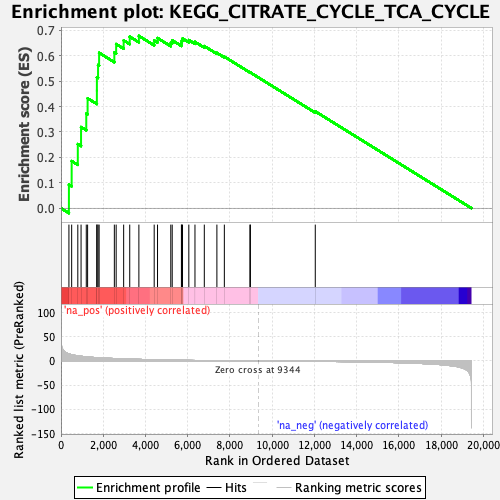 Enrichment plot: KEGG_CITRATE_CYCLE_TCA_CYCLE
Enrichment score (ES)
0.7
0.6
0.5
0.4
0.3
0.2
0.1
0.0
'na_pos' (positively correlated)
Ranked list metric (PreRanked)
100
50
0
-50
-100
-150
Zero cross at 9344
'na_neg' (negatively correlated)
0 2,000 4,000 6,000 8,000 10,000 12,000 14,000 16,000 18,000 20,000
Rank in Ordered Dataset
Enrichment profile Hits Ranking metric scores